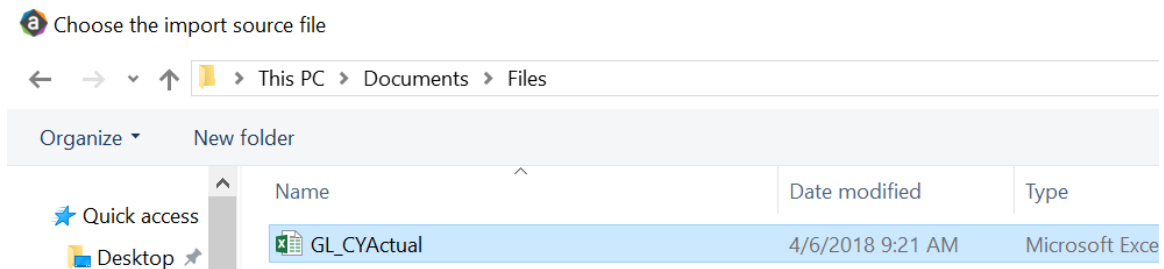 Choose the import source file
This PC > Documents > Files
Organize New folder
Name Date modified Type
Quick access
GL_CYActual 4/6/2018 9:21 AM Microsoft Exce
Desktop